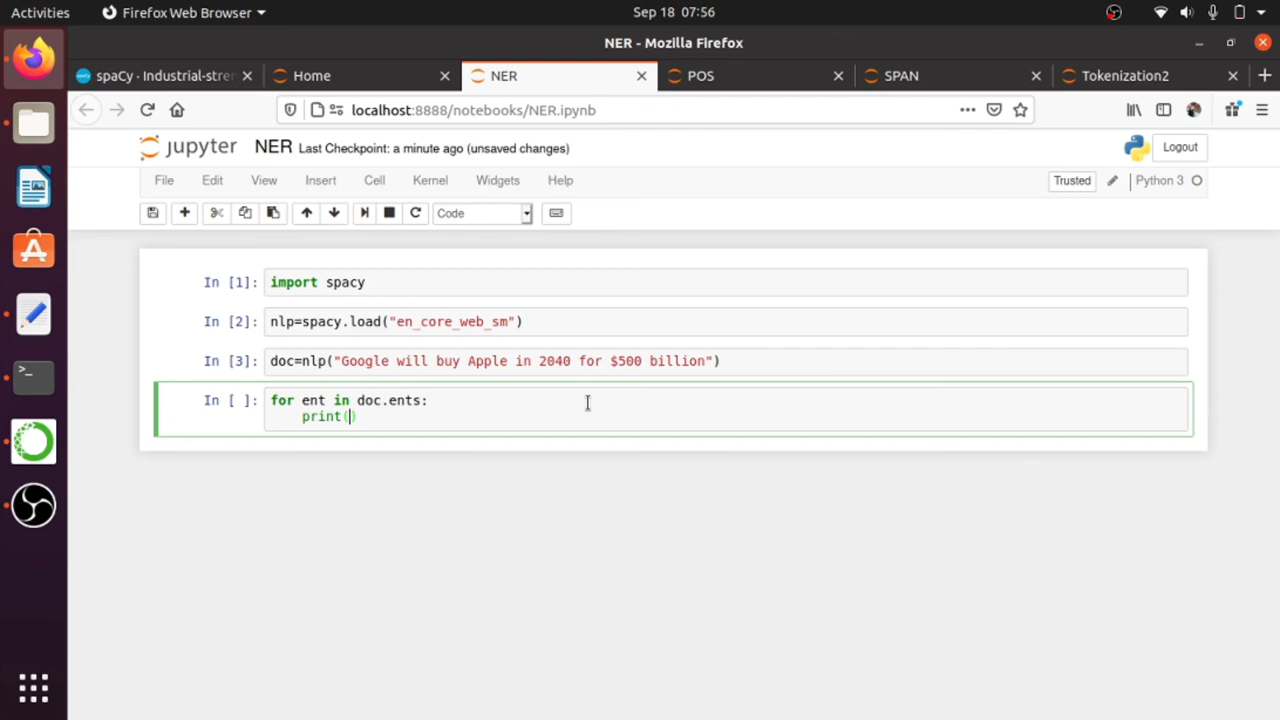 Activities Firefox Web Browser Sep 18 07:56
NER - Mozilla Firefox
spaCy · Industrial-stren Home NER POS SPAN Tokenization2
localhost:8888/notebooks/NER.ipynb
jupyter NER Last Checkpoint: a minute ago (unsaved changes) Logout
File Edit View Insert Cell Kernel Widgets Help Trusted Python 3
Code
In [1]: import spacy
In [2]: nlp=spacy.load("en_core_web_sm")
In [3]: doc=nlp("Google will buy Apple in 2040 for $500 billion")
In [ ]: for ent in doc.ents:
print()